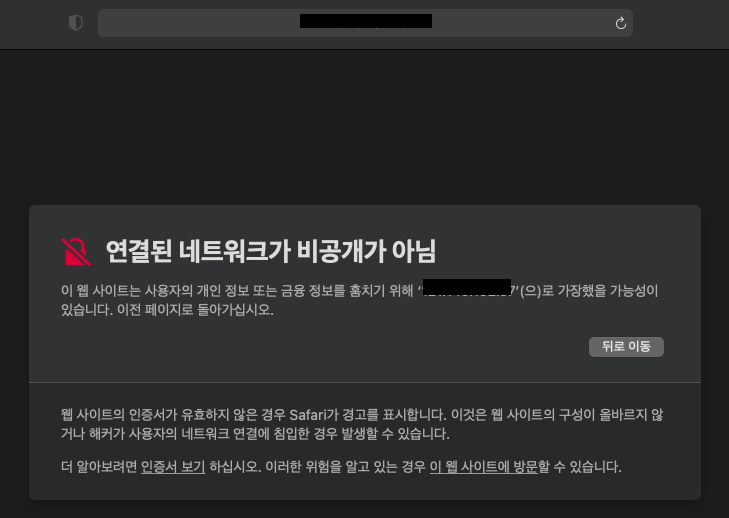 연결된 네트워크가 비공개가 아님
이 웹 사이트는 사용자의 개인 정보 또는 금융 정보를 훔치기 위해 ‘ 7’(으)로 가장했을 가능성이
있습니다. 이전 페이지로 돌아가십시오.
뒤로 이동
웹 사이트의 인증서가 유효하지 않은 경우 Safari가 경고를 표시합니다. 이것은 웹 사이트의 구성이 올바르지 않
거나 해커가 사용자의 네트워크 연결에 침입한 경우 발생할 수 있습니다.
더 알아보려면 인증서 보기 하십시오. 이러한 위험을 알고 있는 경우 이 웹 사이트에 방문할 수 있습니다.